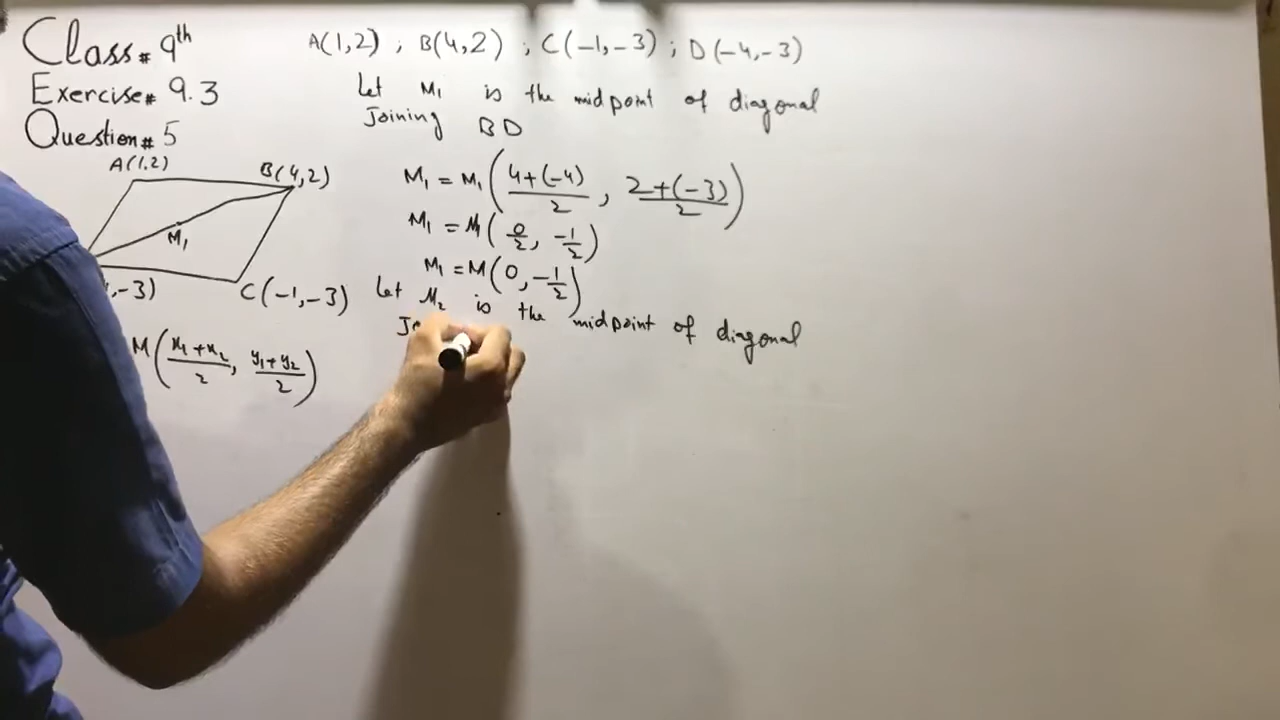 Class# 9th
Exercise# 9.3
Question# 5
A(1,2) ; B(4,2) ; C(-1,-3) ; D(-4,-3)
Let M1 is the midpoint of diagonal
Joining BD
A(1,2)
B(4,2)
M1
,-3)
C(-1,-3)
M(x1+x2/2, y1+y2/2)
M1 = M1(4+(-4)/2, 2+(-3)/2)
M1 = M(0/2, -1/2)
M1 = M(0, -1/2)
Let M2 is the midpoint of diagonal